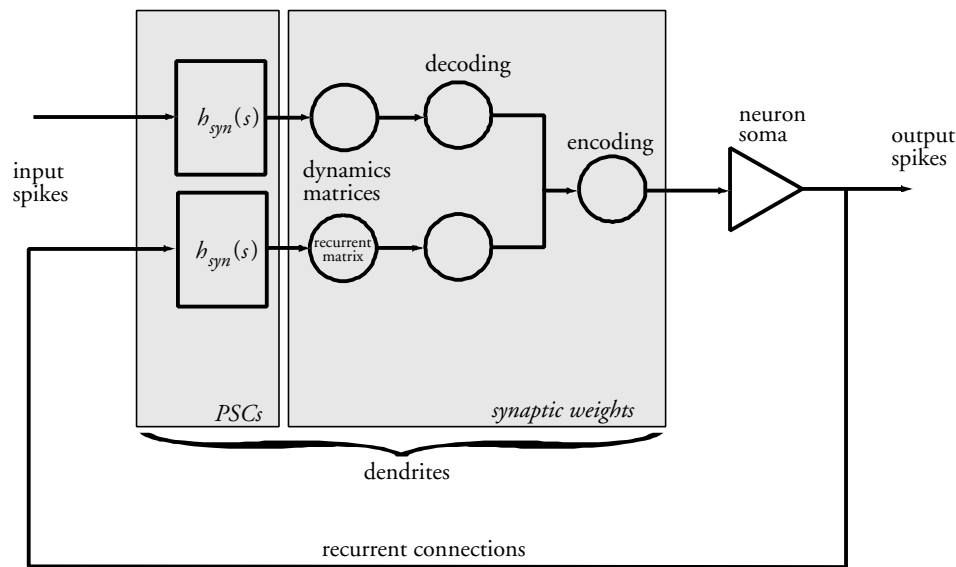 decoding
h_syn(s)
neuron
soma
output
spikes
encoding
input
spikes
dynamics
matrices
h_syn(s)
recurrent
matrix
PSCs
synaptic weights
dendrites
recurrent connections